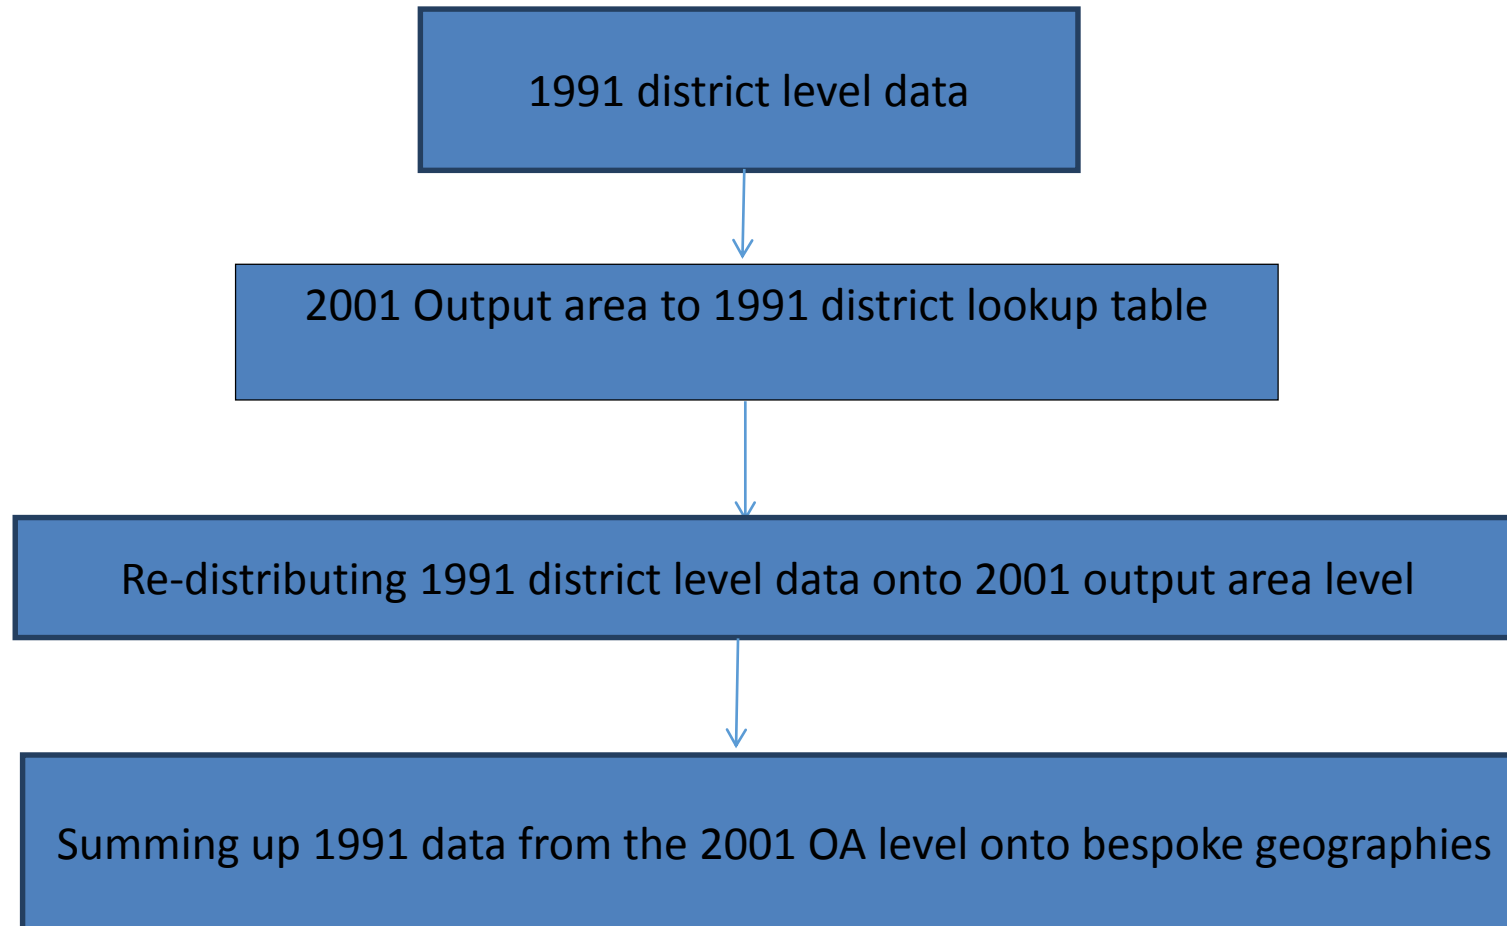 1991 district level data
2001 Output area to 1991 district lookup table
Re-distributing 1991 district level data onto 2001 output area level
Summing up 1991 data from the 2001 OA level onto bespoke geographies